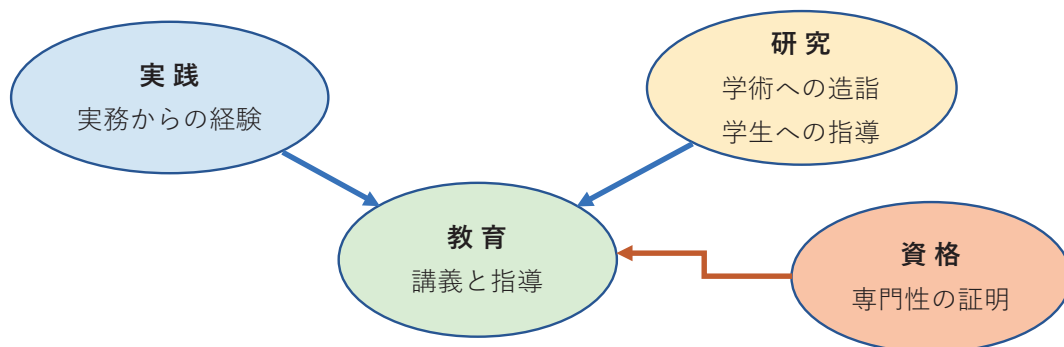 実 践
実務からの経験
研 究
学術への造詣
学生への指導
教 育
講義と指導
資 格
専門性の証明